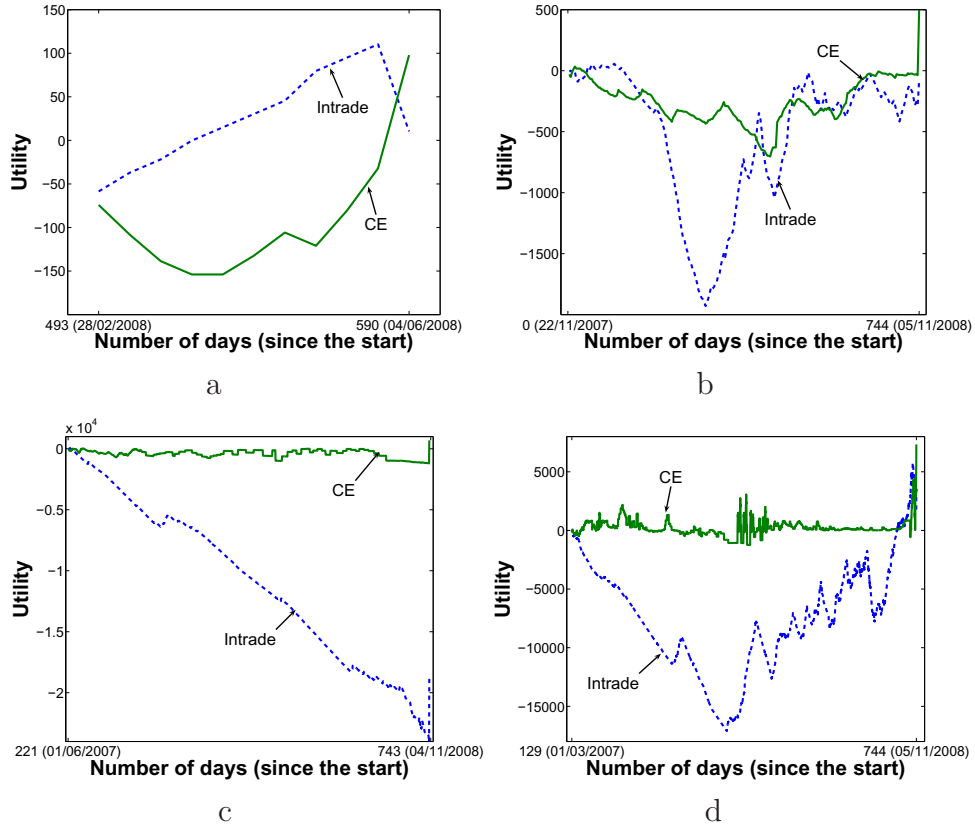 150
100
50
0
−50
−100
−150
Utility
Intrade
CE
493 (28/02/2008)
590 (04/06/2008)
Number of days (since the start)
a
500
0
−500
−1000
−1500
Utility
CE
Intrade
0 (22/11/2007)
744 (05/11/2008)
Number of days (since the start)
b
x 10^4
0
−0.5
−1
−1.5
−2
Utility
CE
Intrade
221 (01/06/2007)
743 (04/11/2008)
Number of days (since the start)
c
5000
0
−5000
−10000
−15000
Utility
CE
Intrade
129 (01/03/2007)
744 (05/11/2008)
Number of days (since the start)
d